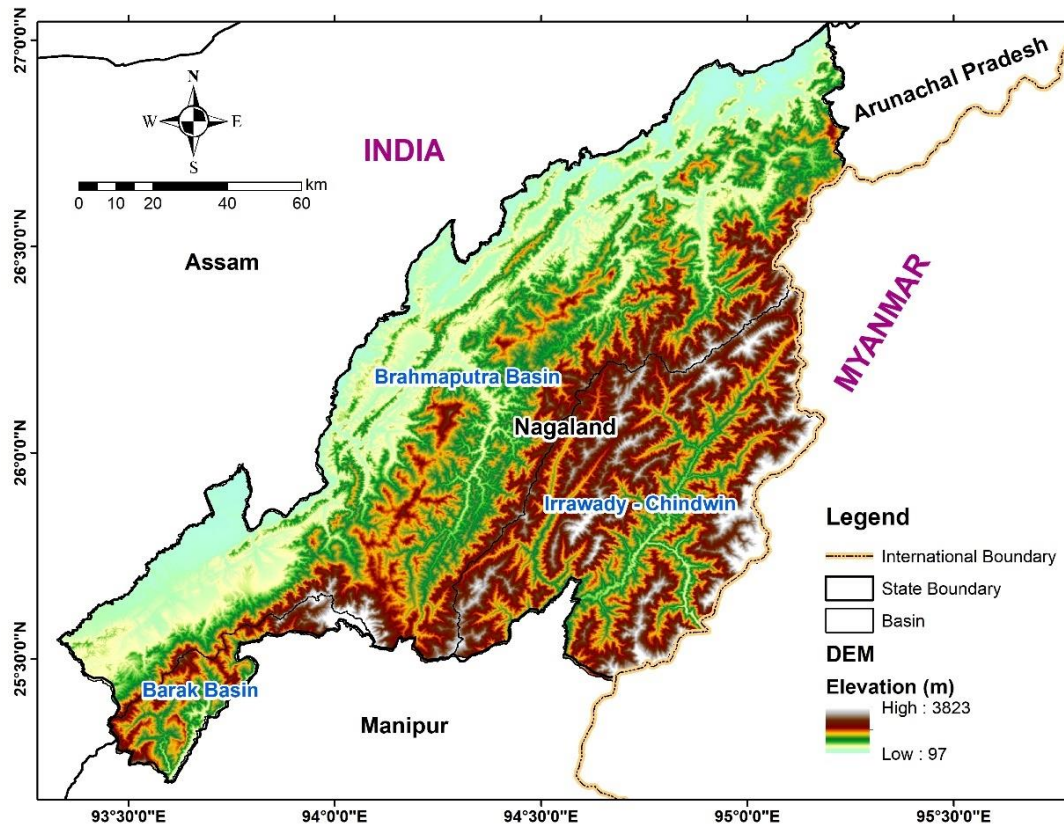 27°0'0"N
26°30'0"N
26°0'0"N
25°30'0"N
N
W E
S
km
0 5 10 20 30 40 60
INDIA
Arunachal Pradesh
Assam
MYANMAR
Brahmaputra Basin
Nagaland
Irrawady - Chindwin
Barak Basin
Manipur
Legend
International Boundary
State Boundary
Basin
DEM
Elevation (m)
High : 3823
Low : 97
93°30'0"E 94°0'0"E 94°30'0"E 95°0'0"E 95°30'0"E